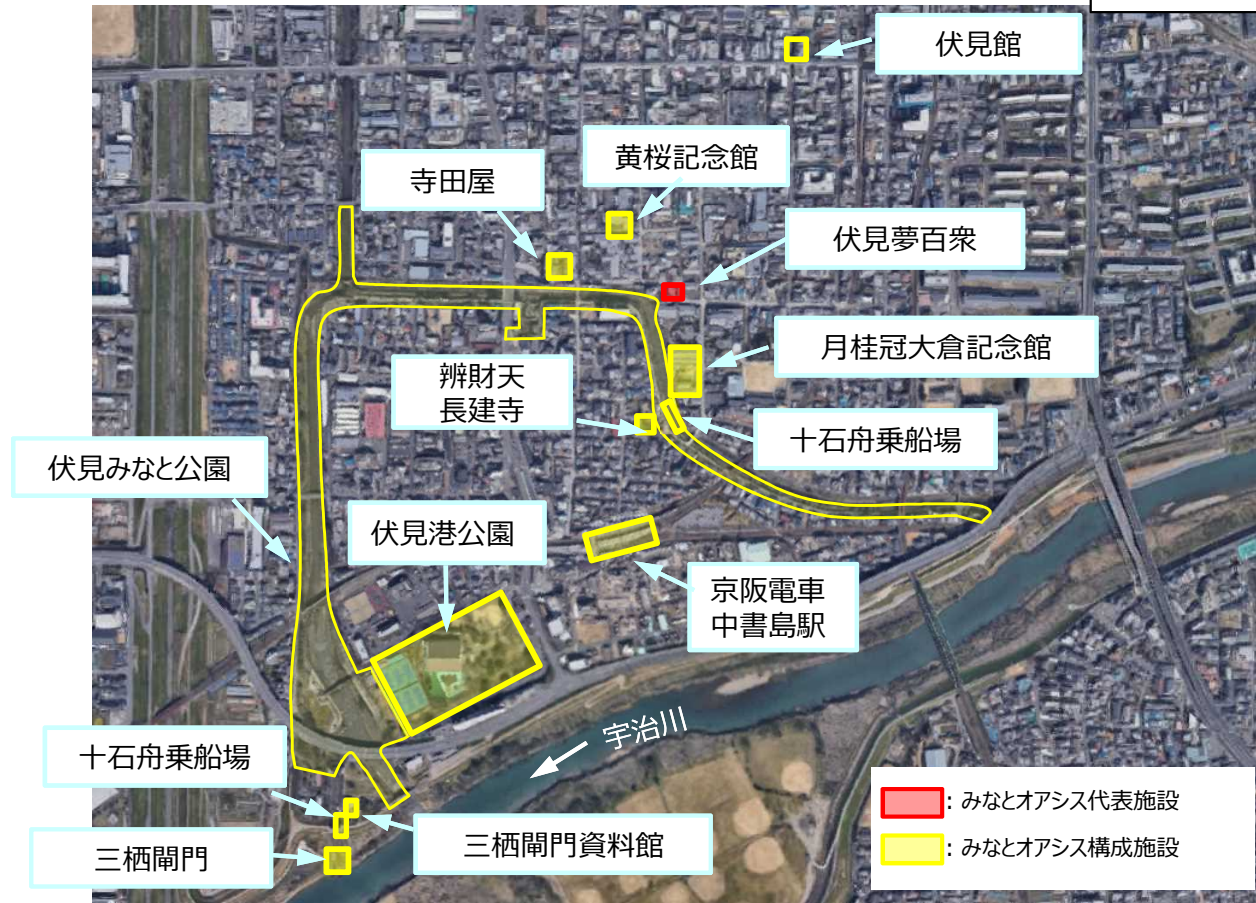 伏見館
黄桜記念館
寺田屋
伏見夢百衆
月桂冠大倉記念館
辨財天
長建寺
十石舟乗船場
伏見みなと公園
伏見港公園
京阪電車
中書島駅
宇治川
十石舟乗船場
三栖閘門資料館
三栖閘門
: みなとオアシス代表施設
: みなとオアシス構成施設